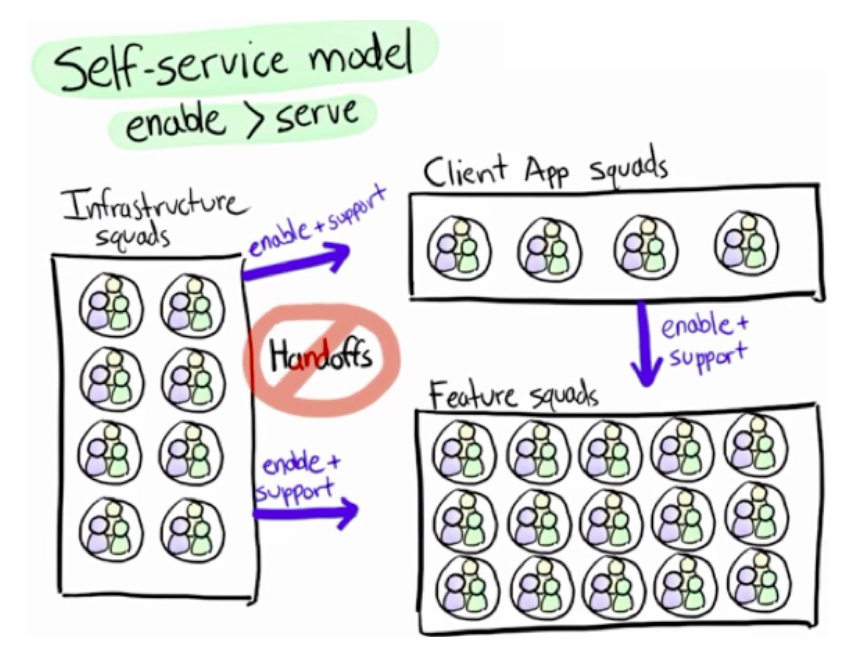 Self-service model
enable > serve
Infrastructure
squads
enable + support
Client App squads
Handoffs
enable +
support
Feature squads
enable +
support